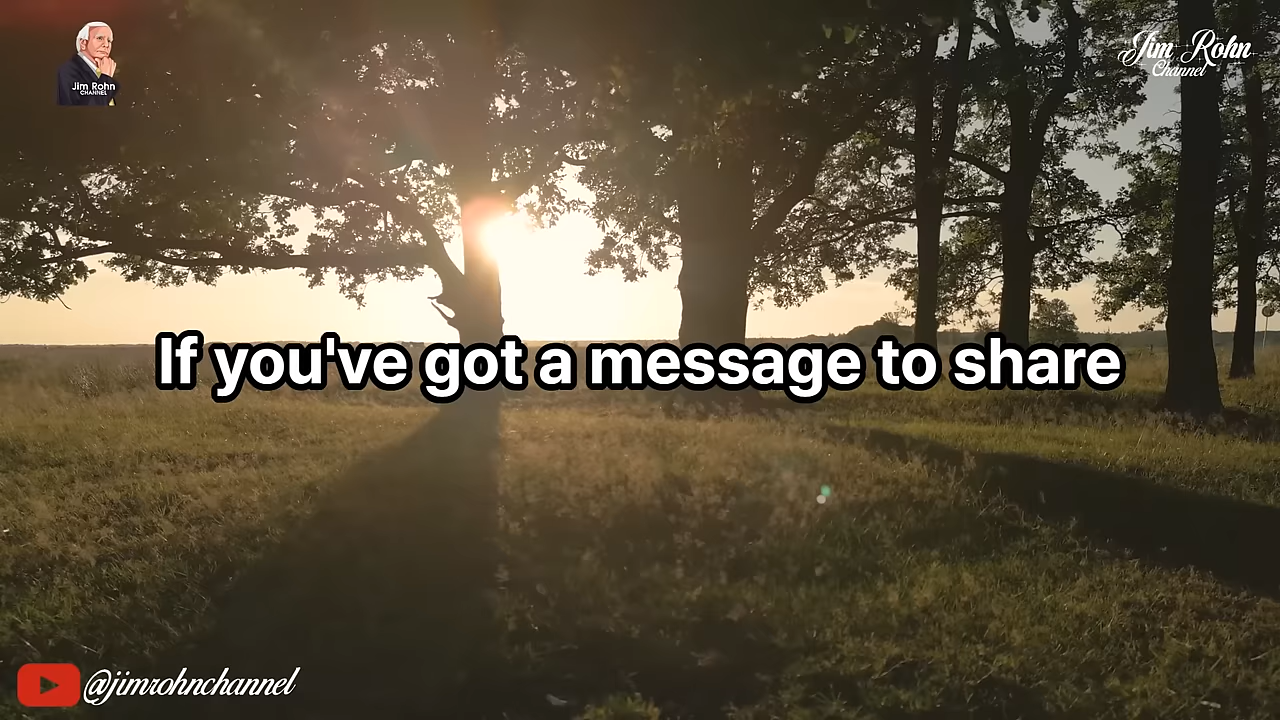 Jim Rohn
CHANNEL
Jim Rohn
Channel
If you've got a message to share
@jimrohnchannel